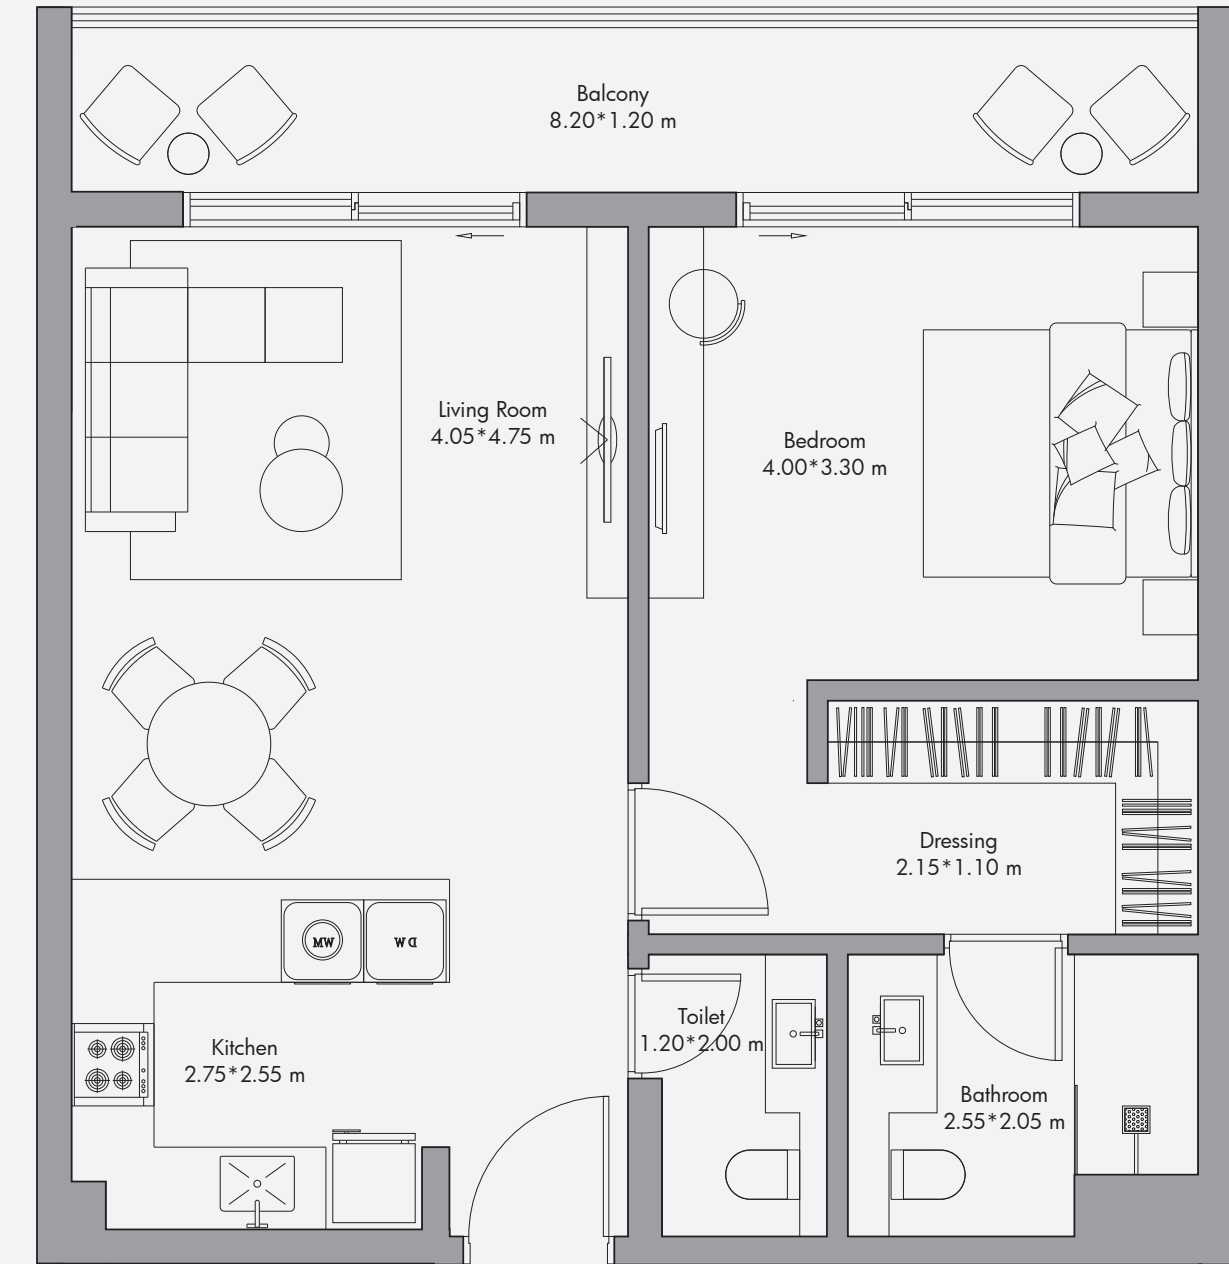 Balcony
8.20*1.20 m
Living Room
4.05*4.75 m
Bedroom
4.00*3.30 m
Dressing
2.15*1.10 m
MW
DW
Toilet
1.20*2.00 m
Kitchen
2.75*2.55 m
Bathroom
2.55*2.05 m